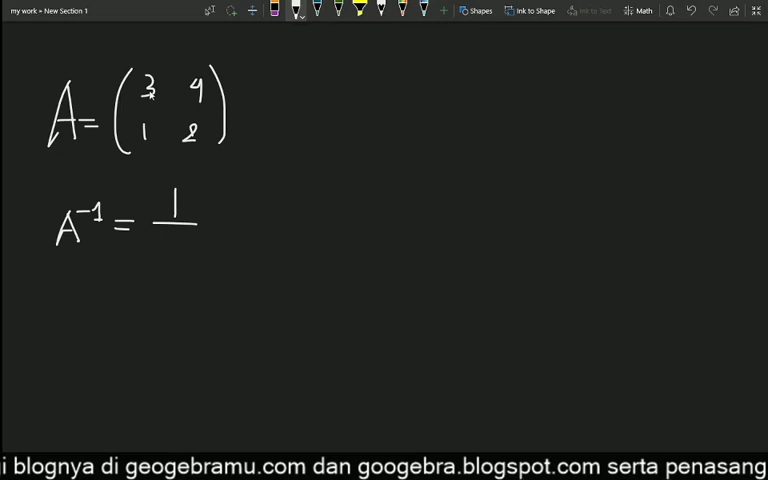 my work » New Section 1
Shapes Ink to Shape Ink to Text Math
A = ( 3 4
1 2 )
A⁻¹ = 1
ji blognya di geogebramu.com dan googebra.blogspot.com serta penasang